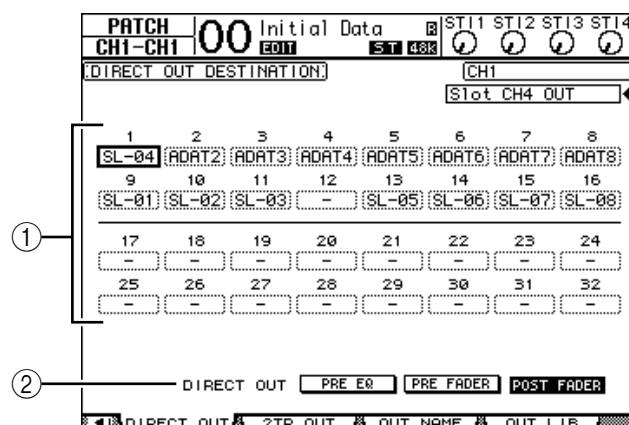 PATCH
CH1-CH1
00
Initial Data
EDIT
R
ST
48K
STI1 STI2 STI3 STI4
DIRECT OUT DESTINATION
CH1
Slot CH4 OUT
1 2 3 4 5 6 7 8
SL-04 ADAT2 ADAT3 ADAT4 ADAT5 ADAT6 ADAT7 ADAT8
9 10 11 12 13 14 15 16
SL-01 SL-02 SL-03 - SL-05 SL-06 SL-07 SL-08
1
17 18 19 20 21 22 23 24
- - - - - - - -
25 26 27 28 29 30 31 32
- - - - - - - -
2
DIRECT OUT PRE EQ PRE FADER POST FADER
DIRECT OUT 2TR OUT OUT NAME OUT LIB